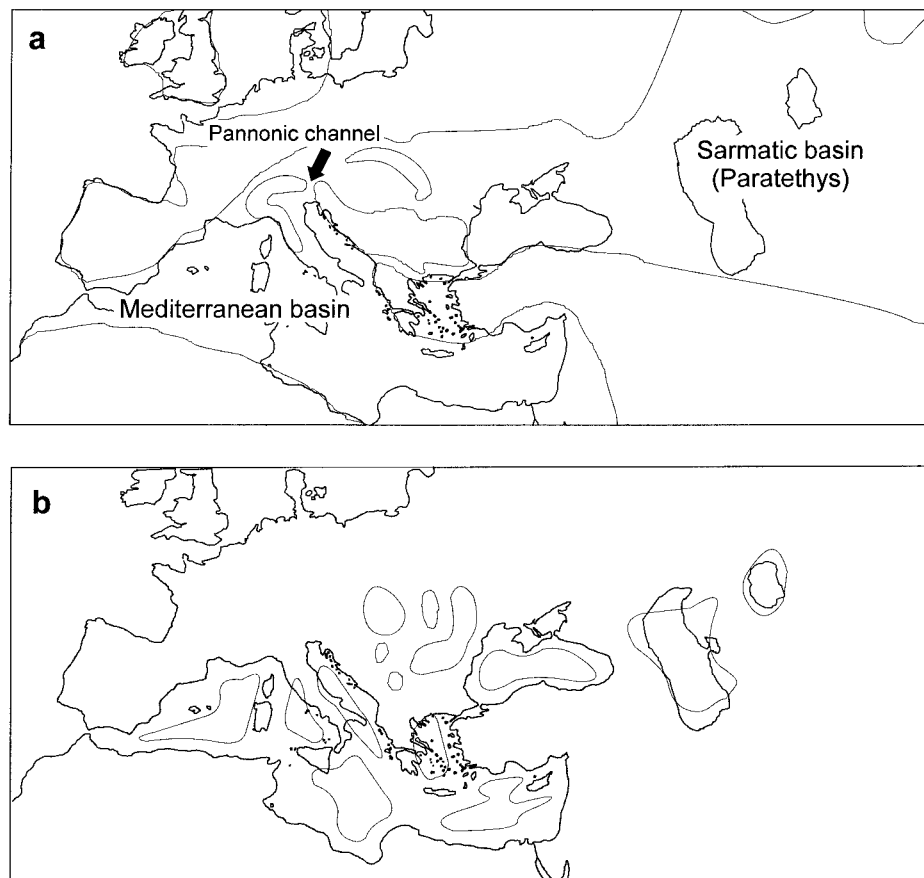 a
Pannonic channel
Sarmatic basin
(Paratethys)
Mediterranean basin
b